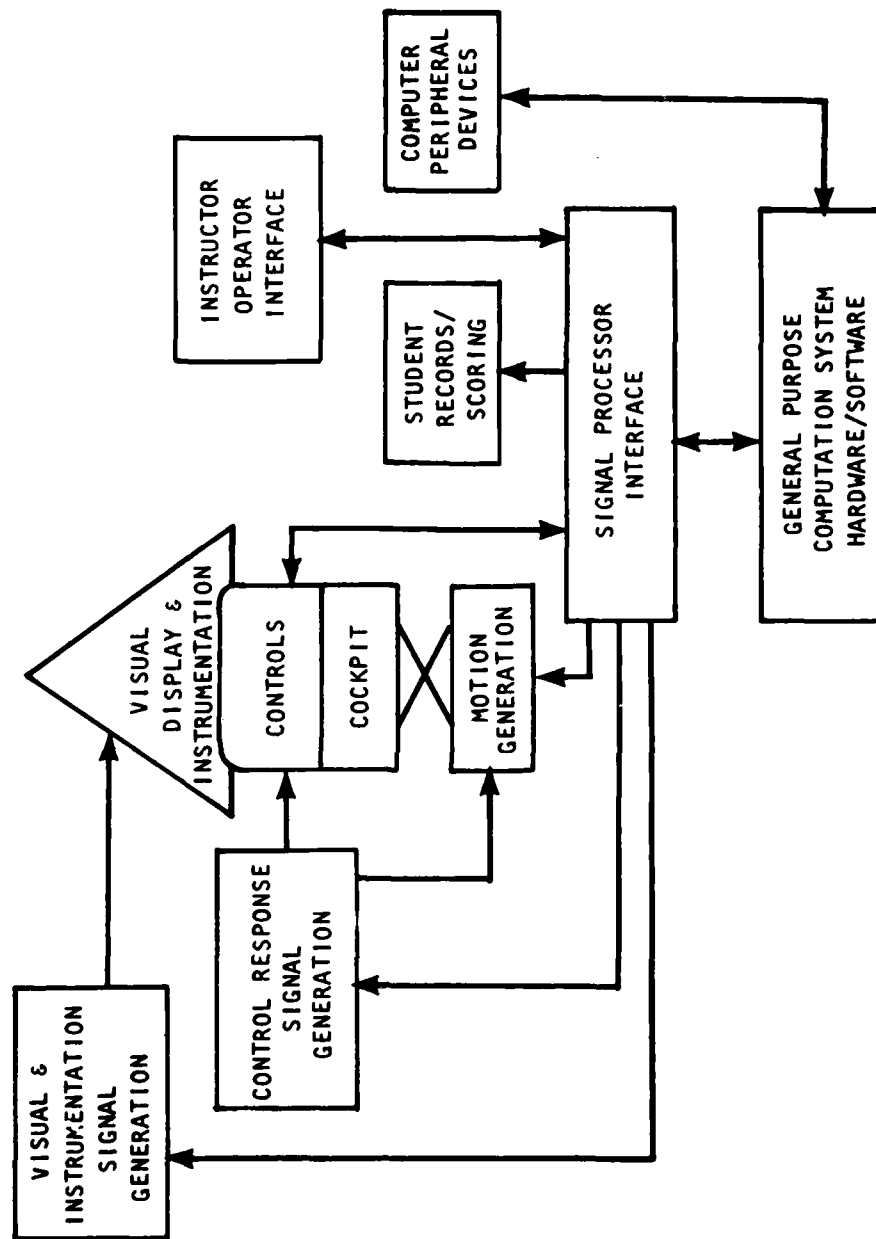 VISUAL &
INSTRUMENTATION
SIGNAL
GENERATION
VISUAL
DISPLAY &
INSTRUMENTATION
CONTROL RESPONSE
SIGNAL
GENERATION
CONTROLS
COCKPIT
MOTION
GENERATION
INSTRUCTOR
OPERATOR
INTERFACE
STUDENT
RECORDS/
SCORING
COMPUTER
PERIPHERAL
DEVICES
SIGNAL PROCESSOR
INTERFACE
GENERAL PURPOSE
COMPUTATION SYSTEM
HARDWARE/SOFTWARE